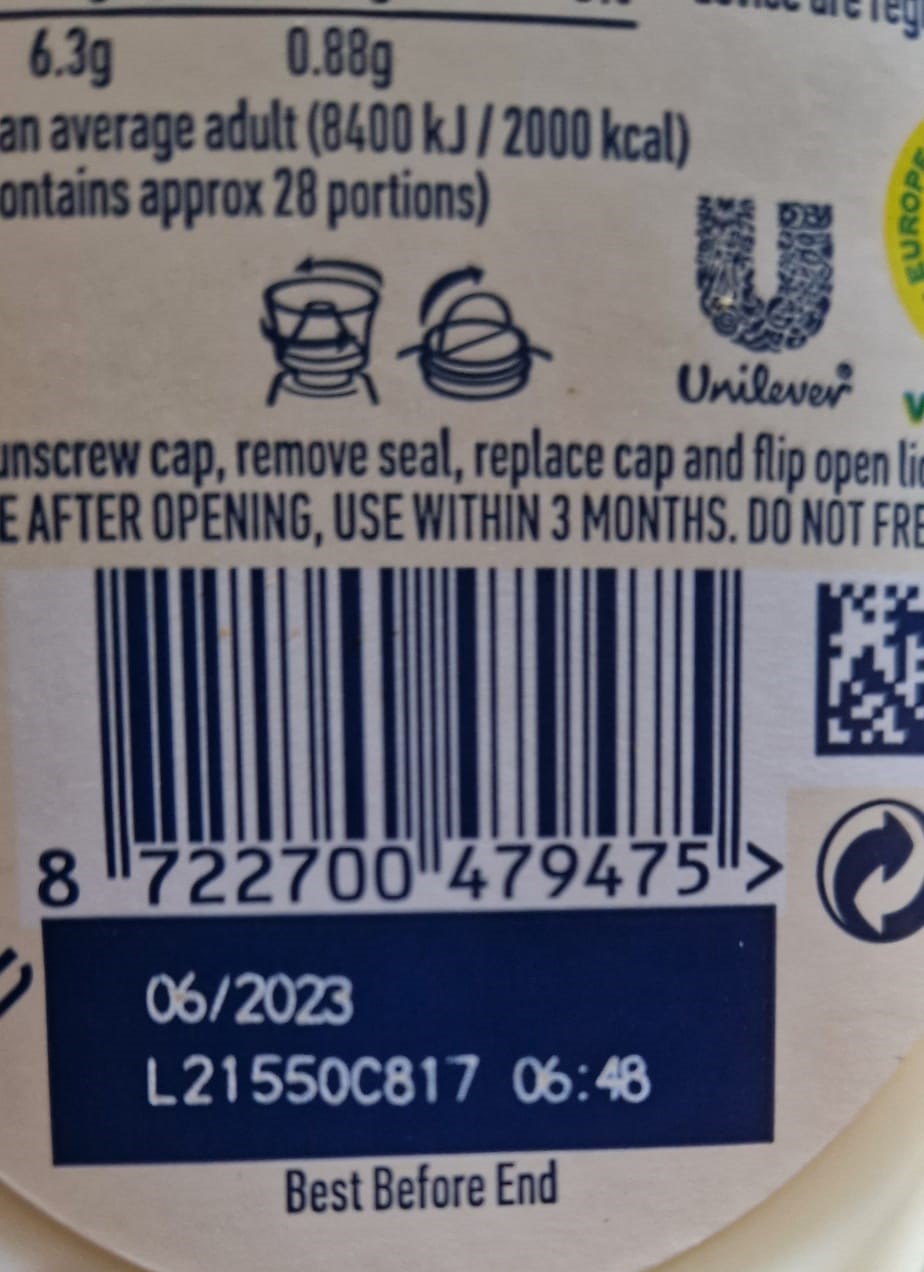 6.3g 0.88g
an average adult (8400 kJ / 2000 kcal)
ontains approx 28 portions)
EUROPE
Unilever®
unscrew cap, remove seal, replace cap and flip open
E AFTER OPENING, USE WITHIN 3 MONTHS. DO NOT FRE
8 722700 479475 >
06/2023
L21550C817 06:48
Best Before End